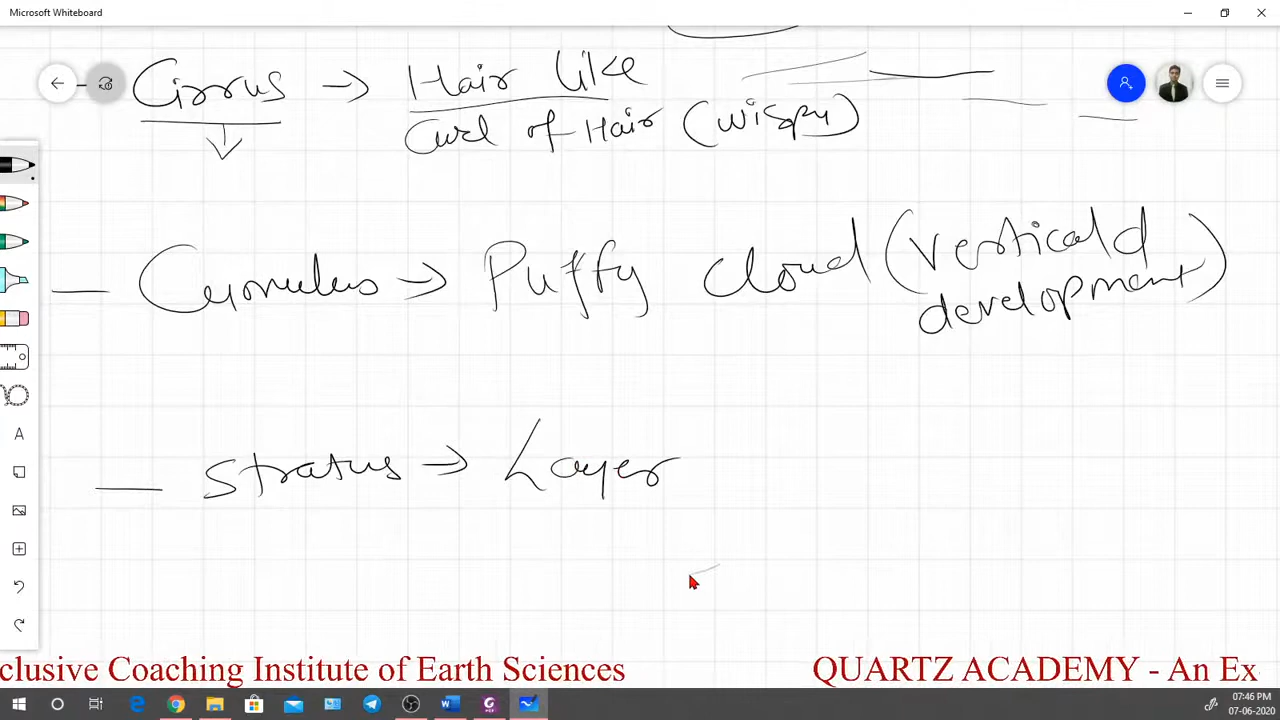 Microsoft Whiteboard
Cirrus → Hair like
Curl of Hair (wispy)
— Cumulus → Puffy cloud (vertical d
development)
— Stratus → Layer
A
clusive Coaching Institute of Earth Sciences QUARTZ ACADEMY - An Ex
07:46 PM
07-06-2020